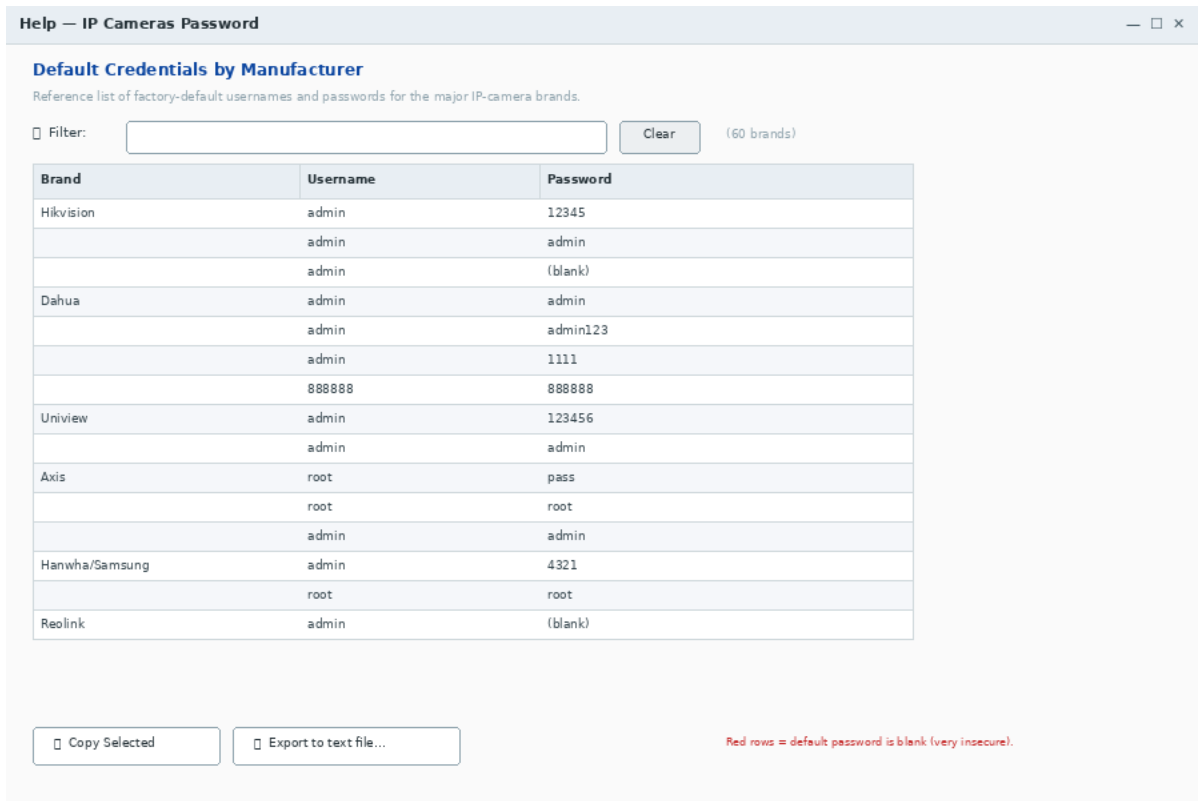 Help — IP Cameras Password
Default Credentials by Manufacturer
Reference list of factory-default usernames and passwords for the major IP-camera brands.
Filter: Clear (60 brands)
Brand Username Password
Hikvision admin 12345
admin admin
admin (blank)
Dahua admin admin
admin admin123
admin 1111
888888 888888
Uniview admin 123456
admin admin
Axis root pass
root root
admin admin
Hanwha/Samsung admin 4321
root root
Reolink admin (blank)
Copy Selected Export to text file... Red rows = default password is blank (very insecure).